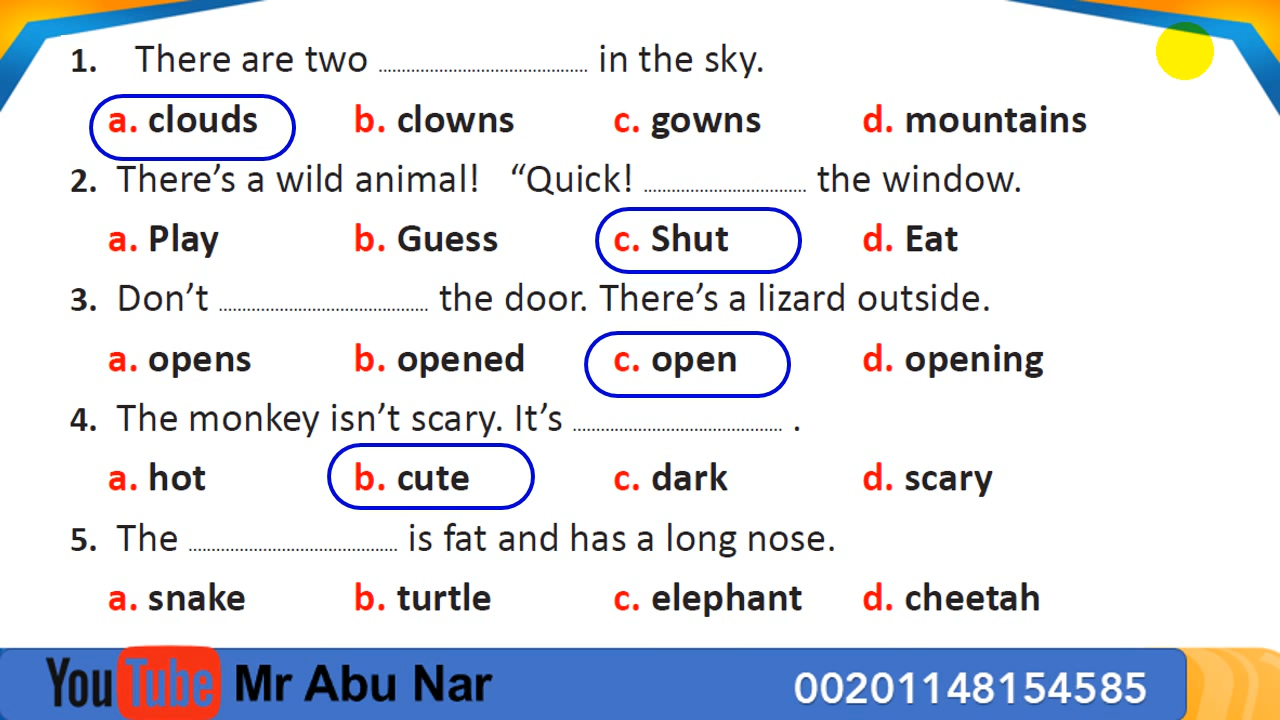 1. There are two .................................... in the sky.
a. clouds b. clowns c. gowns d. mountains
2. There’s a wild animal! “Quick! ............................ the window.
a. Play b. Guess c. Shut d. Eat
3. Don’t .................................... the door. There’s a lizard outside.
a. opens b. opened c. open d. opening
4. The monkey isn’t scary. It’s .................................... .
a. hot b. cute c. dark d. scary
5. The .................................... is fat and has a long nose.
a. snake b. turtle c. elephant d. cheetah
YouTube Mr Abu Nar 00201148154585